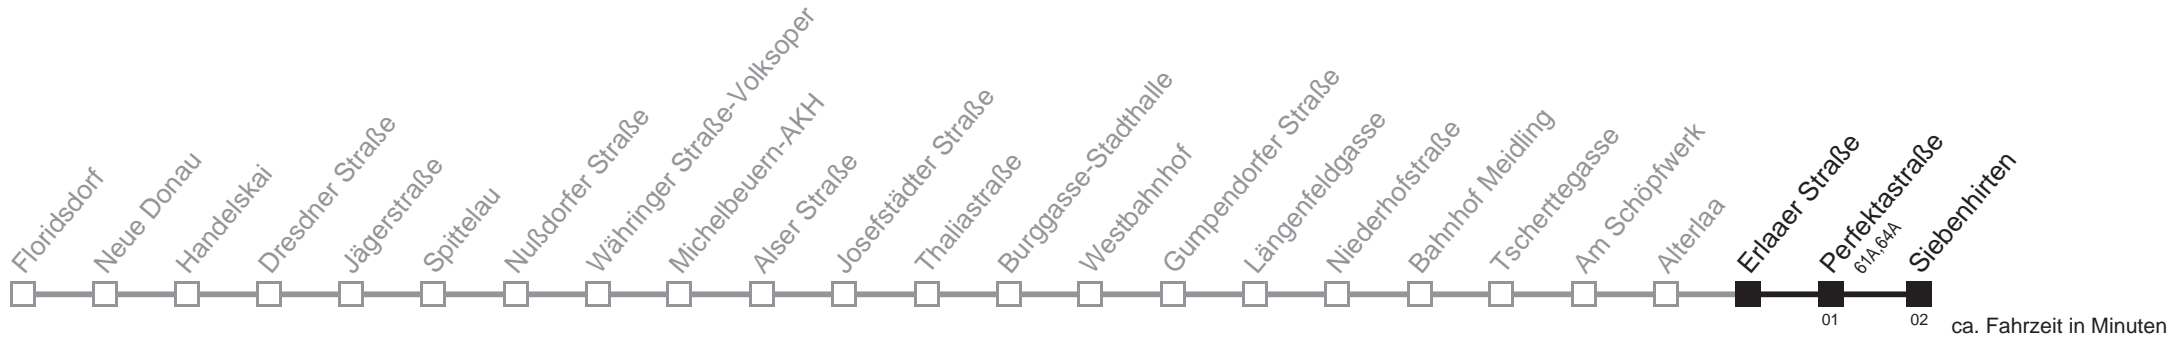 Floridsdorf
Neue Donau
Handelskai
Dresdner Straße
Jägerstraße
Spittelau
Nußdorfer Straße
Währinger Straße-Volksoper
Michelbeuern-AKH
Alser Straße
Josefstädter Straße
Thaliastraße
Burggasse-Stadthalle
Westbahnhof
Gumpendorfer Straße
Längenfeldgasse
Niederhofstraße
Bahnhof Meidling
Tscherttegasse
Am Schöpfwerk
Alterlaa
Erlaaer Straße
Perfektastraße
61A,64A
Siebenhirten
01
02
ca. Fahrzeit in Minuten